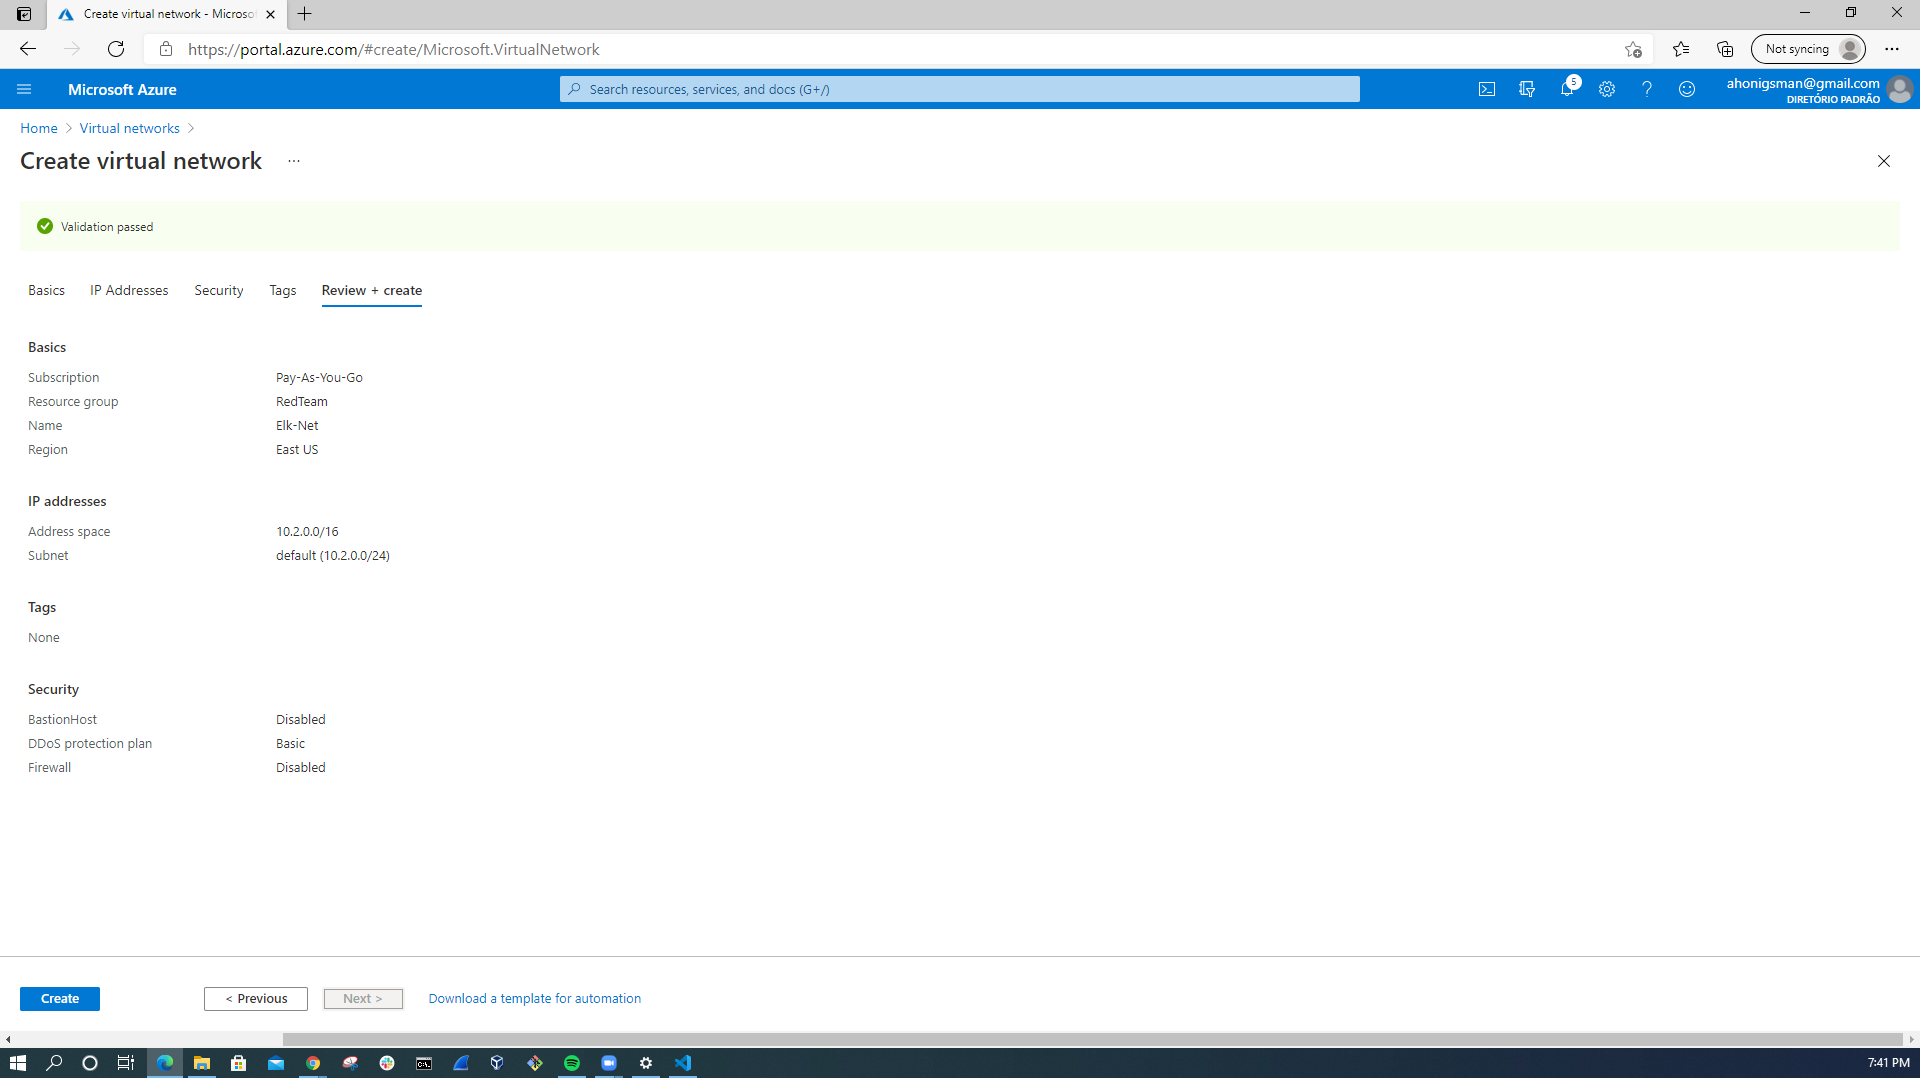 Create virtual network - Microsof
https://portal.azure.com/#create/Microsoft.VirtualNetwork
Not syncing
Microsoft Azure
Search resources, services, and docs (G+/)
5
ahonigsman@gmail.com
DIRETÓRIO PADRÃO
Home > Virtual networks >
Create virtual network ...
Validation passed
Basics IP Addresses Security Tags Review + create
Basics
Subscription Pay-As-You-Go
Resource group RedTeam
Name Elk-Net
Region East US
IP addresses
Address space 10.2.0.0/16
Subnet default (10.2.0.0/24)
Tags
None
Security
BastionHost Disabled
DDoS protection plan Basic
Firewall Disabled
Create < Previous Next > Download a template for automation
7:41 PM